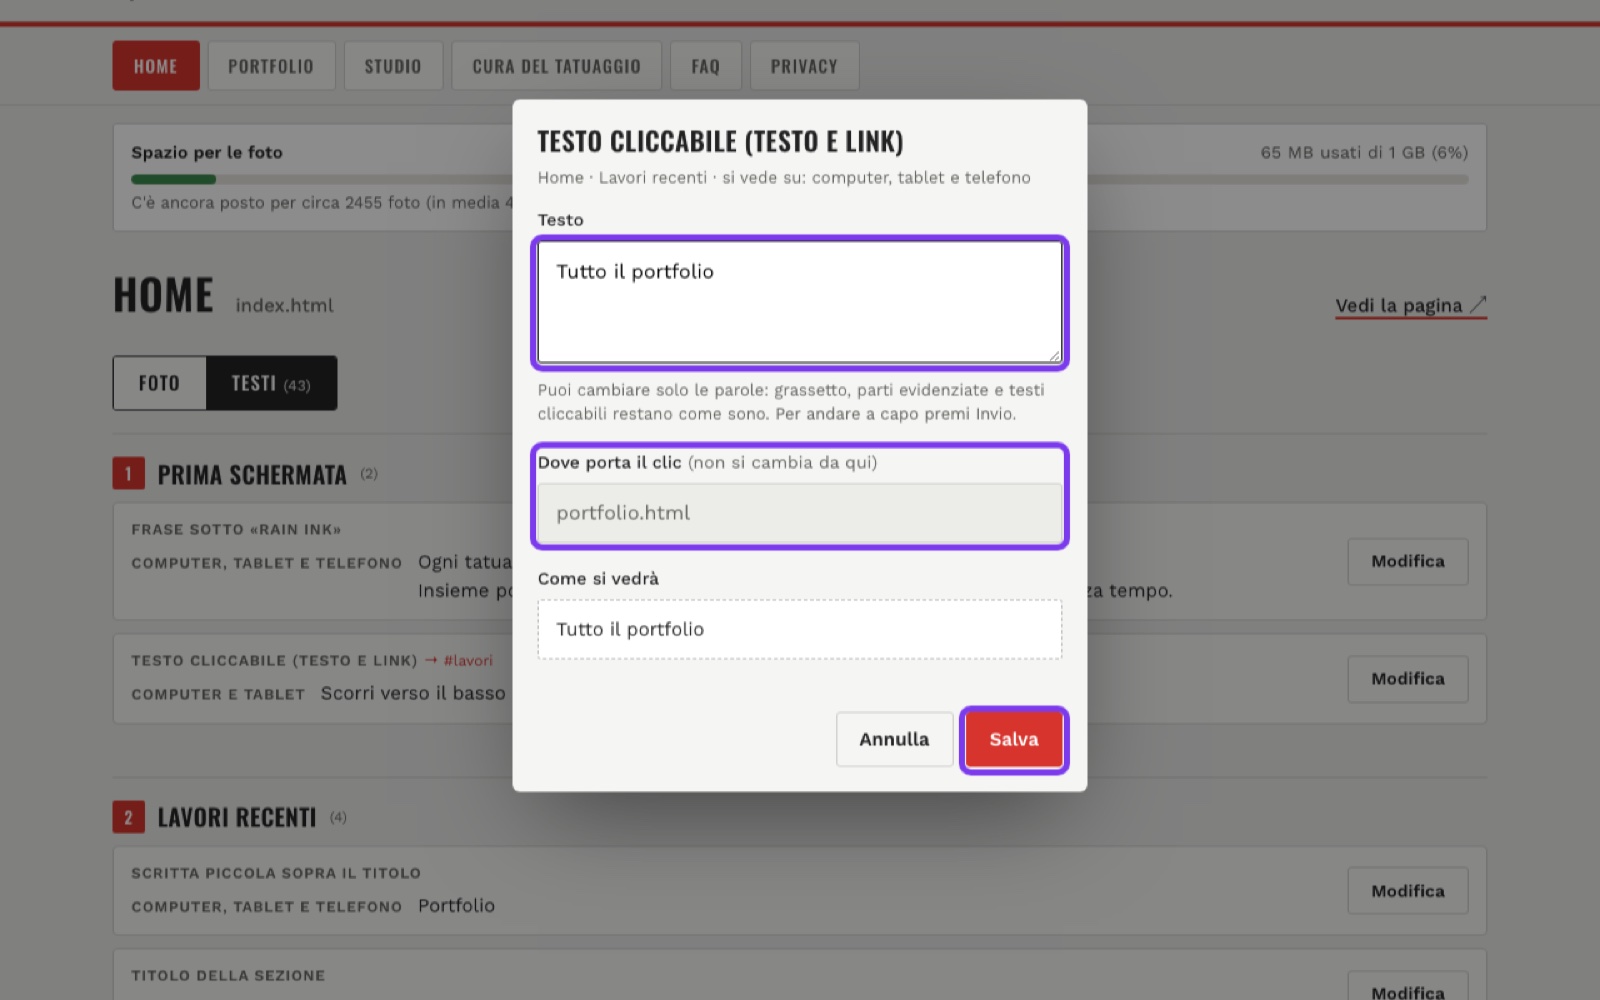 HOME
PORTFOLIO
STUDIO
CURA DEL TATUAGGIO
FAQ
PRIVACY
Spazio per le foto
65 MB usati di 1 GB (6%)
C'è ancora posto per circa 2455 foto (in media 4
HOME
index.html
Vedi la pagina ↗
FOTO
TESTI (43)
1 PRIMA SCHERMATA (2)
FRASE SOTTO «RAIN INK»
COMPUTER, TABLET E TELEFONO Ogni tatua
Insieme po
za tempo.
Modifica
TESTO CLICCABILE (TESTO E LINK) → #lavori
COMPUTER E TABLET Scorri verso il basso
Modifica
2 LAVORI RECENTI (4)
SCRITTA PICCOLA SOPRA IL TITOLO
COMPUTER, TABLET E TELEFONO Portfolio
Modifica
TITOLO DELLA SEZIONE
Modifica
TESTO CLICCABILE (TESTO E LINK)
Home · Lavori recenti · si vede su: computer, tablet e telefono
Testo
Tutto il portfolio
Puoi cambiare solo le parole: grassetto, parti evidenziate e testi
cliccabili restano come sono. Per andare a capo premi Invio.
Dove porta il clic (non si cambia da qui)
portfolio.html
Come si vedrà
Tutto il portfolio
Annulla
Salva